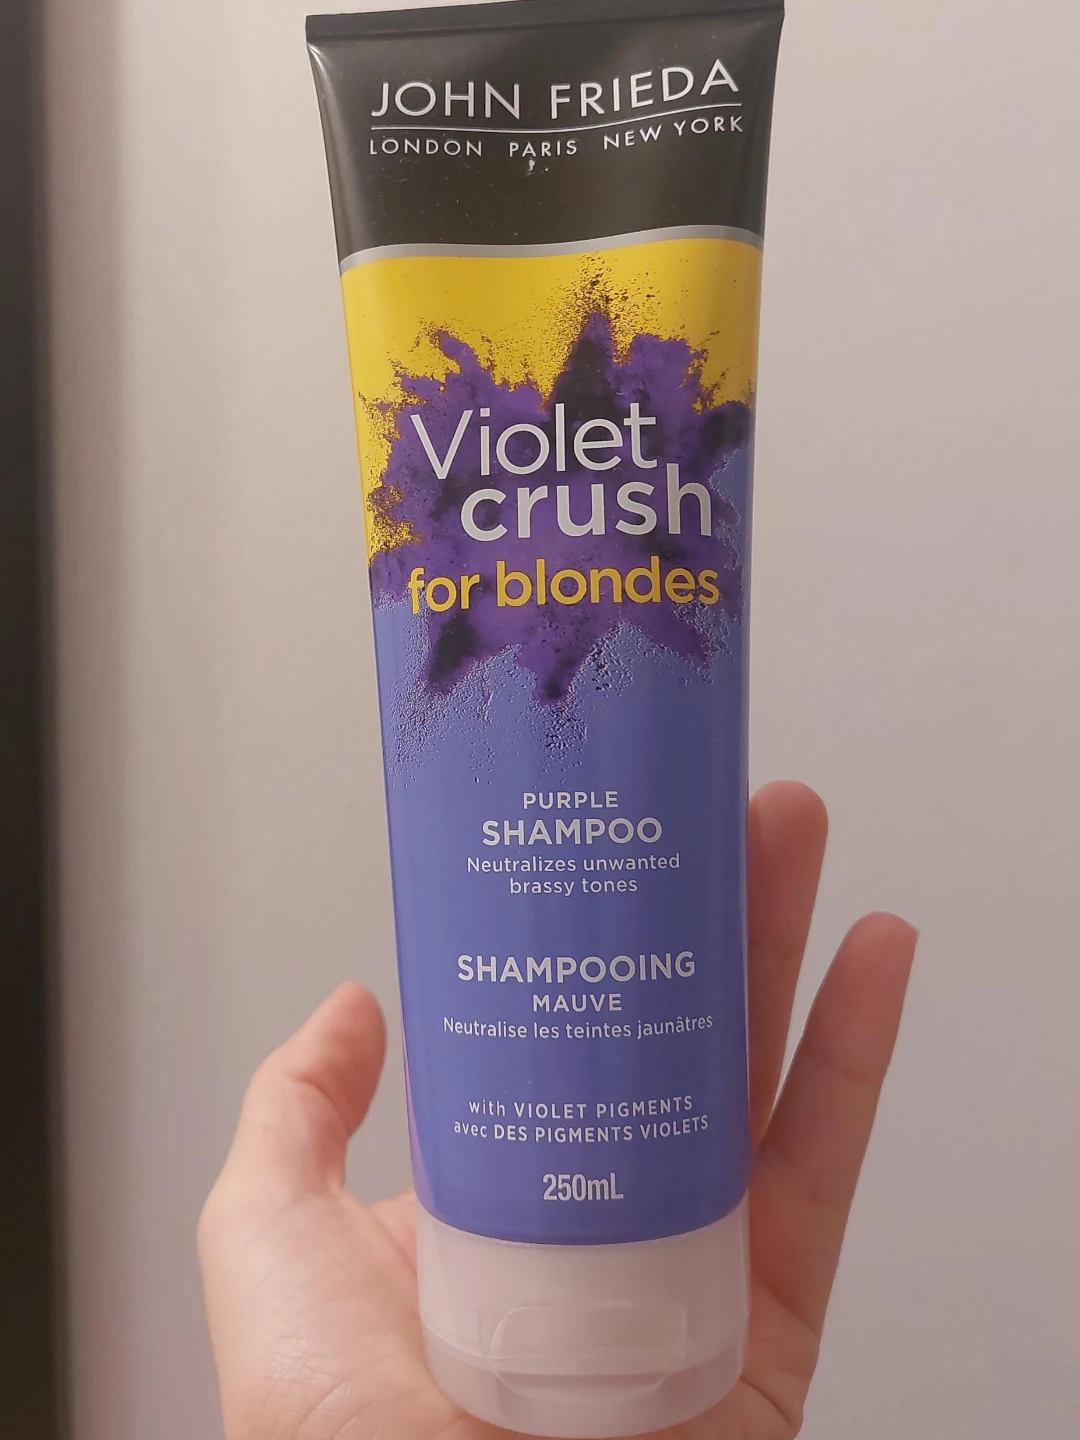 JOHN FRIEDA
LONDON PARIS NEW YORK
Violet
crush
for blondes
PURPLE
SHAMPOO
Neutralizes unwanted
brassy tones
SHAMPOOING
MAUVE
Neutralise les teintes jaunâtres
with VIOLET PIGMENTS
avec DES PIGMENTS VIOLETS
250mL